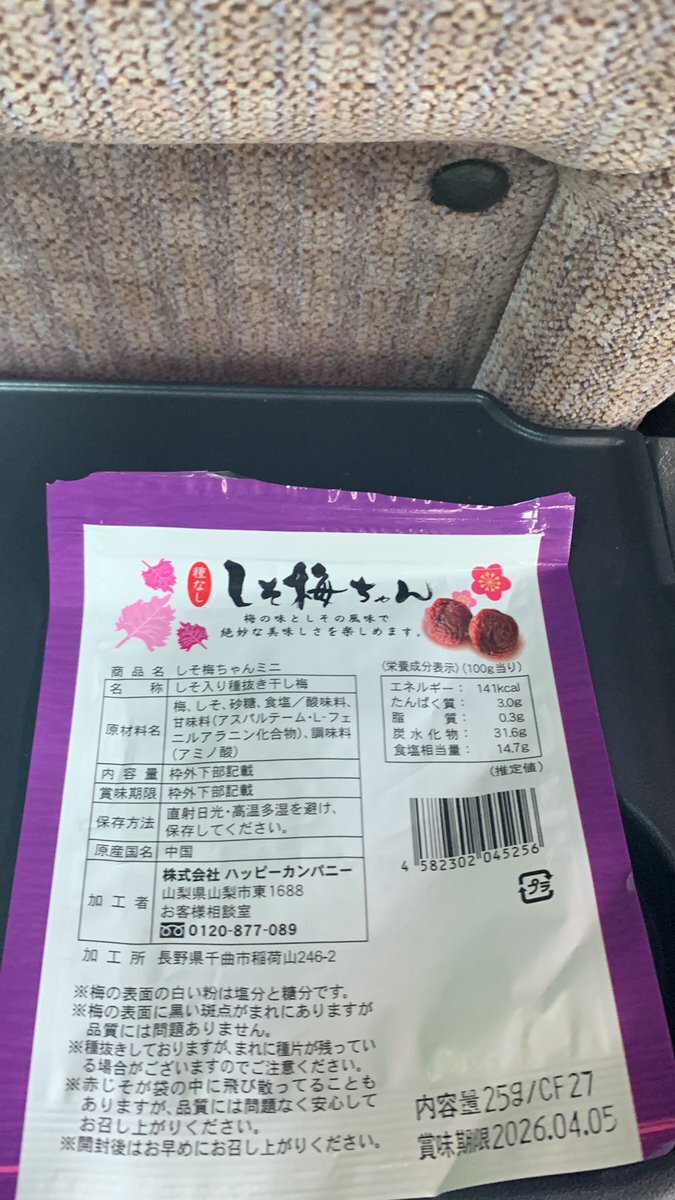 種なし
しそ梅ちゃん
梅の味としその風味で
絶妙な美味しさを楽しめます。
商品名 しそ梅ちゃんミニ
名称 しそ入り種抜き干し梅
原材料名 梅、しそ、砂糖、食塩／酸味料、
甘味料(アスパルテーム・L-フェ
ニルアラニン化合物)、調味料
(アミノ酸)
内容量 枠外下部記載
賞味期限 枠外下部記載
保存方法 直射日光・高温多湿を避け、
保存してください。
原産国名 中国
加工者 株式会社 ハッピーカンパニー
山梨県山梨市東1688
お客様相談室
0120-877-089
加工所 長野県千曲市稲荷山246-2
〈栄養成分表示〉(100g当り)
エネルギー： 141kcal
たんぱく質： 3.0g
脂質： 0.3g
炭水化物： 31.6g
食塩相当量： 14.7g
(推定値)
4 582302 045256
プラ
※梅の表面の白い粉は塩分と糖分です。
※梅の表面に黒い斑点がまれにありますが
品質には問題ありません。
※種抜きしておりますが、まれに種片が残ってい
る場合がございますのでご注意ください。
※赤じそが袋の中に飛び散ってることも
ありますが、品質には問題なく安心して
お召し上がりください。
※開封後はお早めにお召し上がりください。
内容量25g/CF27
賞味期限2026.04.05